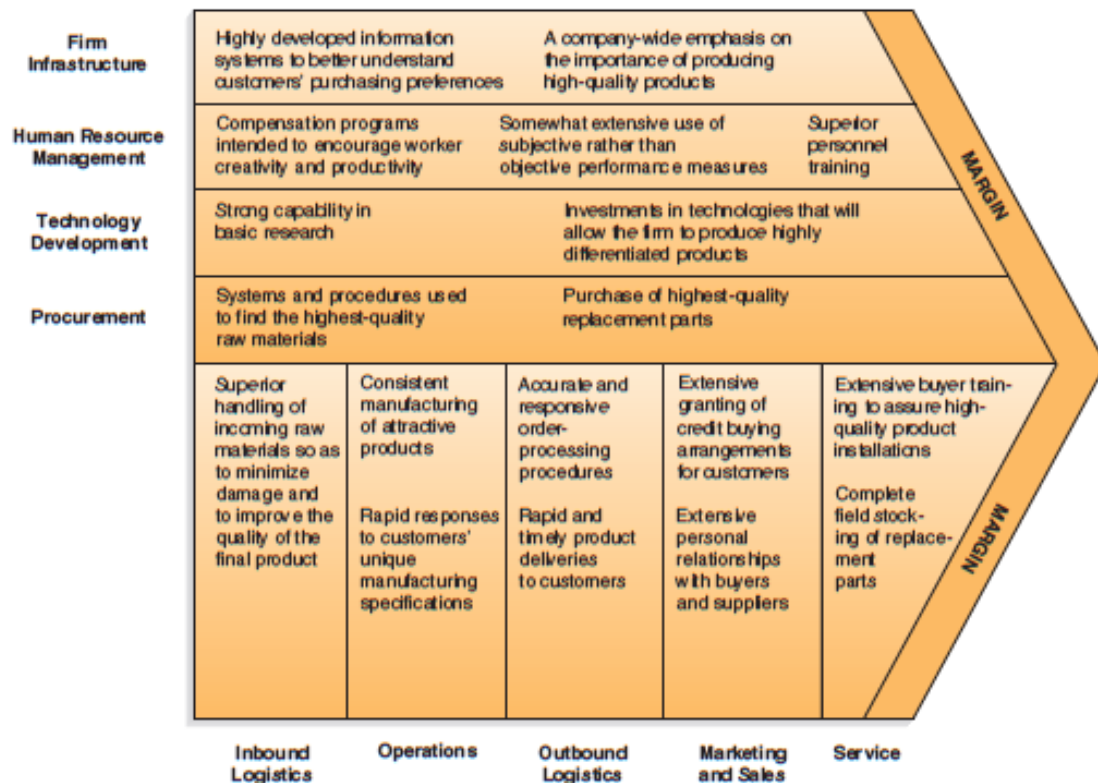 Firm
Infrastructure
Highly developed information
systems to better understand
customers' purchasing preferences
A company-wide emphasis on
the importance of producing
high-quality products
Human Resource
Management
Compensation programs
intended to encourage worker
creativity and productivity
Somewhat extensive use of
subjective rather than
objective performance measures
Superior
personnel
training
Technology
Development
Strong capability in
basic research
Investments in technologies that will
allow the firm to produce highly
differentiated products
Procurement
Systems and procedures used
to find the highest-quality
raw materials
Purchase of highest-quality
replacement parts
Superior
handling of
incoming raw
materials so as
to minimize
damage and
to improve the
quality of the
final product
Consistent
manufacturing
of attractive
products
Rapid responses
to customers'
unique
manufacturing
specifications
Accurate and
responsive
order-
processing
procedures
Rapid and
timely product
deliveries
to customers
Extensive
granting of
credit buying
arrangements
for customers
Extensive
personal
relationships
with buyers
and suppliers
Extensive buyer train-
ing to assure high-
quality product
installations
Complete
field stock-
ing of replace-
ment
parts
MARGIN
MARGIN
Inbound
Logistics
Operations
Outbound
Logistics
Marketing
and Sales
Service